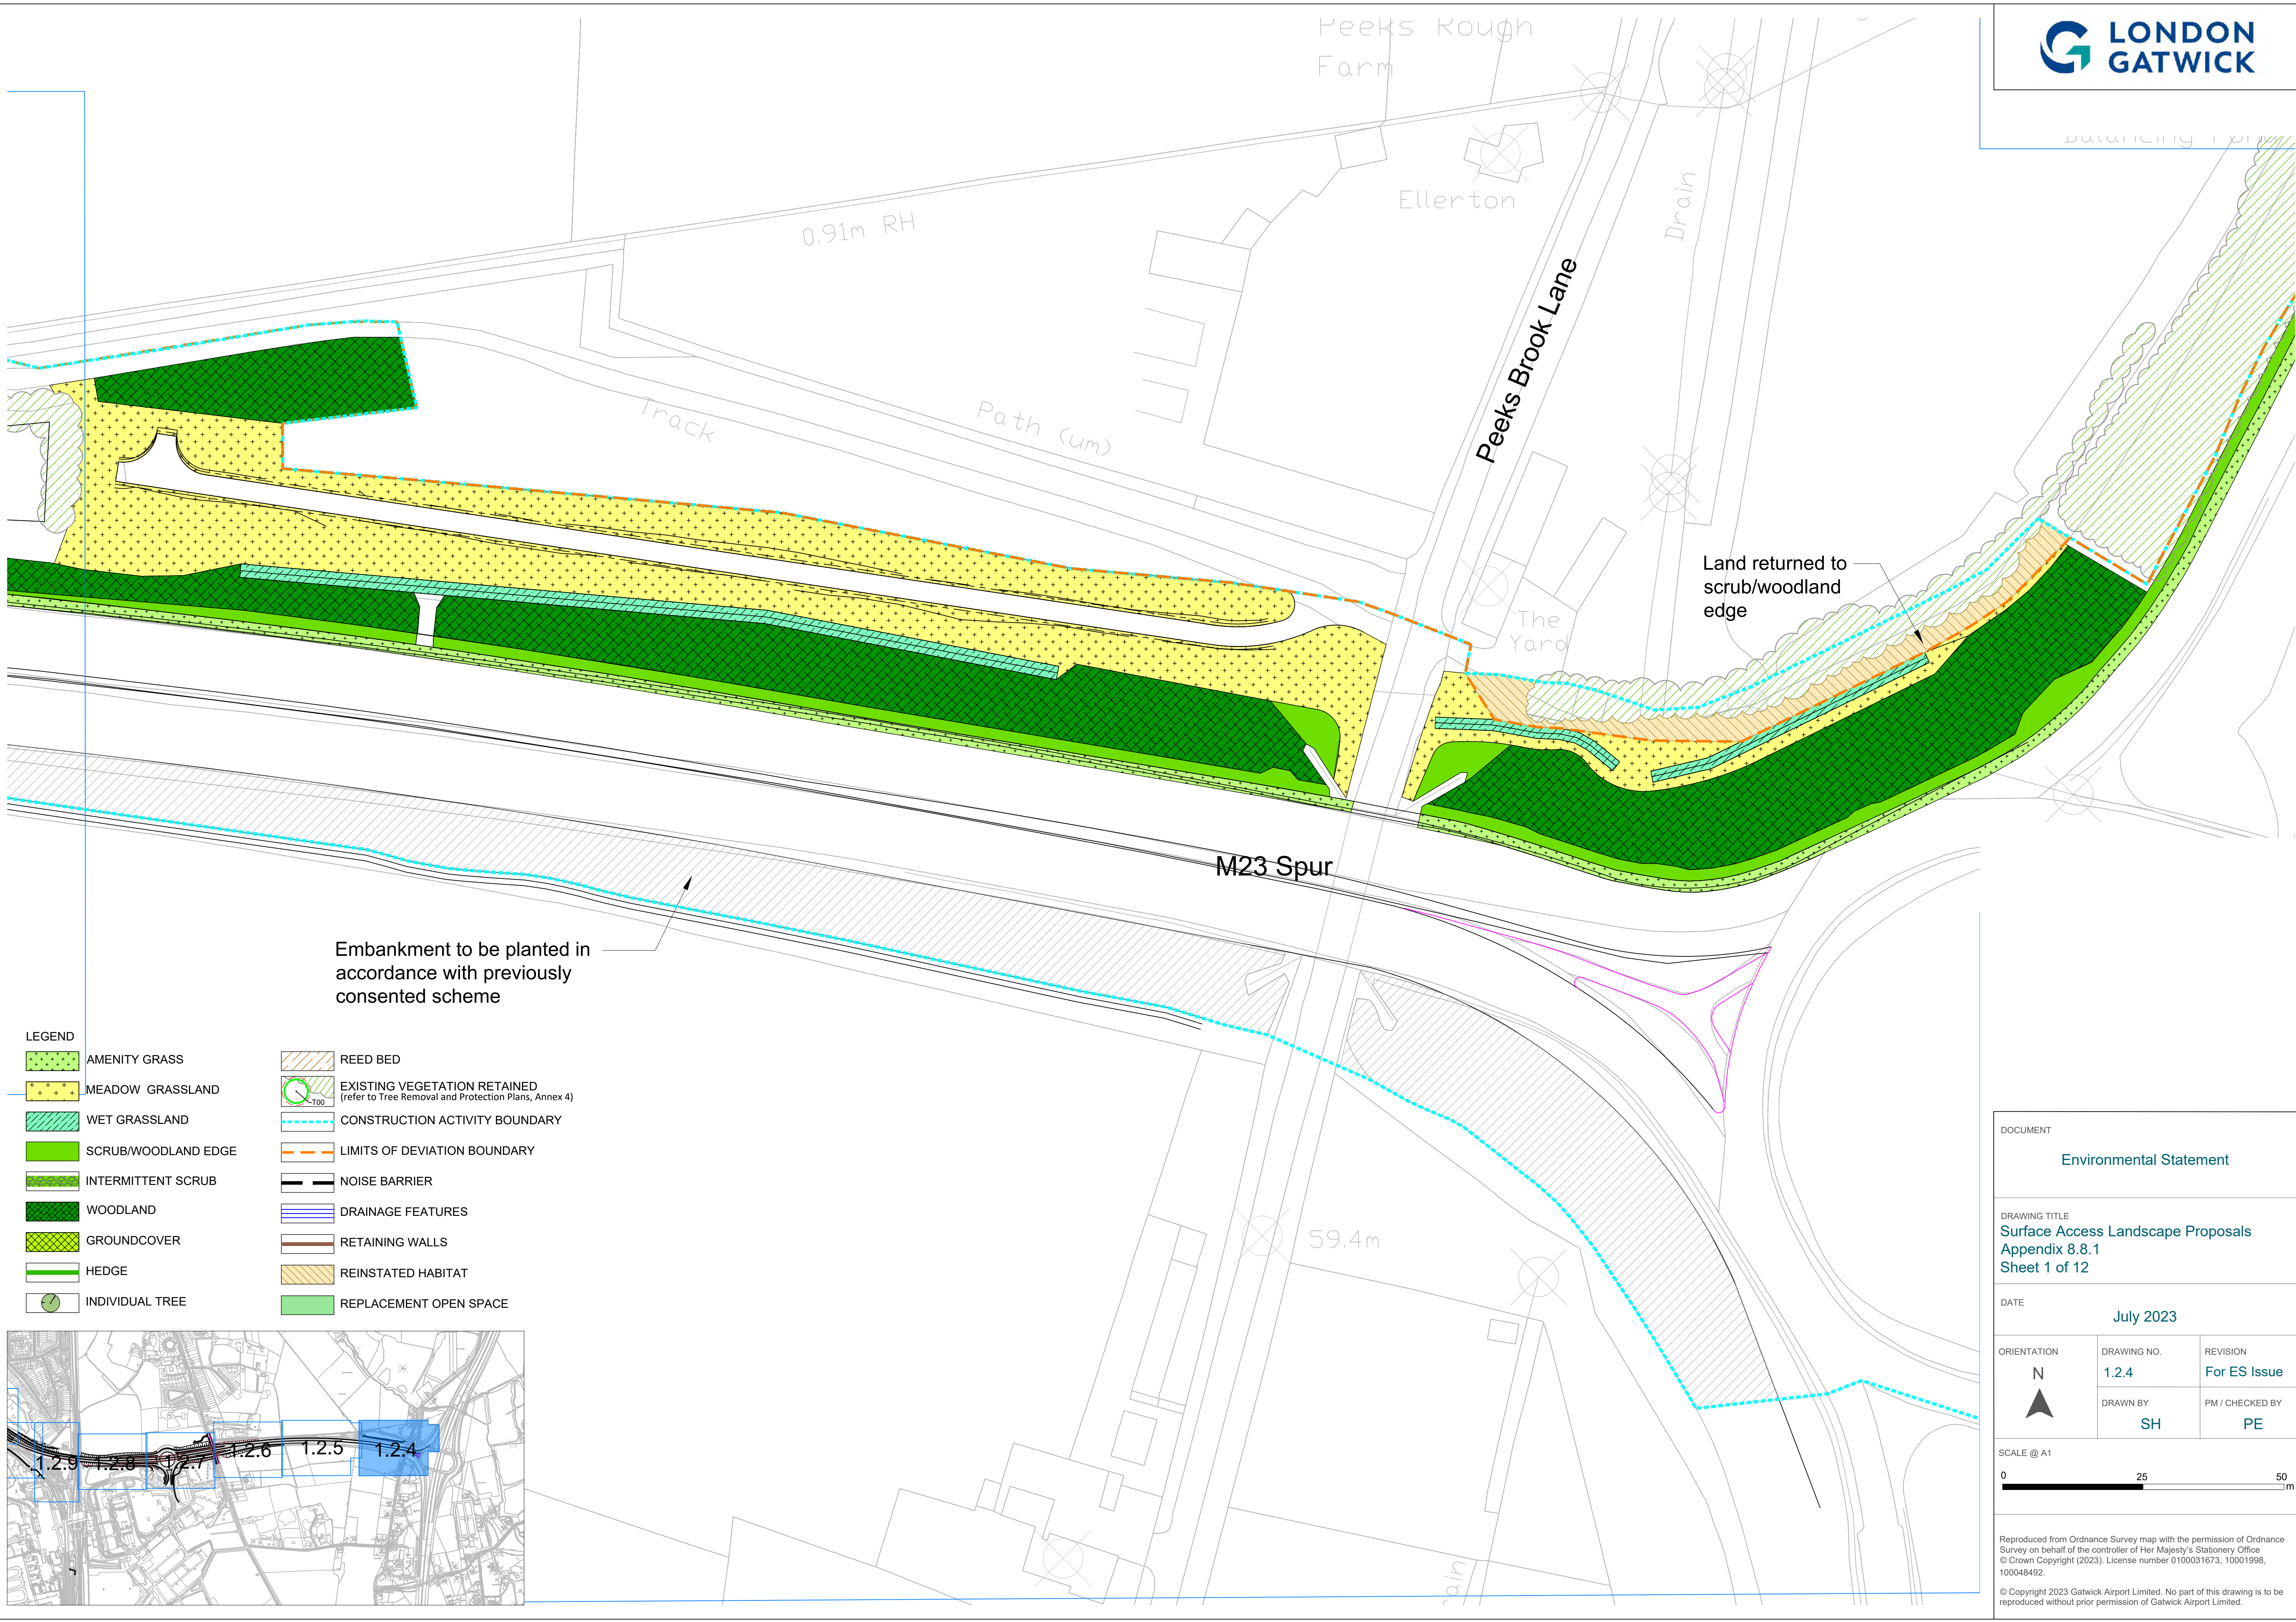 Peeks Rough
Farm
LONDON
GATWICK
Ellerton
Drain
0.91m RH
Peeks Brook Lane
Track
Path (um)
Land returned to
scrub/woodland
edge
The
Yard
M23 Spur
Embankment to be planted in
accordance with previously
consented scheme
59.4m
LEGEND
AMENITY GRASS
MEADOW GRASSLAND
WET GRASSLAND
SCRUB/WOODLAND EDGE
INTERMITTENT SCRUB
WOODLAND
GROUNDCOVER
HEDGE
INDIVIDUAL TREE
REED BED
T00
EXISTING VEGETATION RETAINED
(refer to Tree Removal and Protection Plans, Annex 4)
CONSTRUCTION ACTIVITY BOUNDARY
LIMITS OF DEVIATION BOUNDARY
NOISE BARRIER
DRAINAGE FEATURES
RETAINING WALLS
REINSTATED HABITAT
REPLACEMENT OPEN SPACE
1.2.9
1.2.8
1.2.7
1.2.6
1.2.5
1.2.4
DOCUMENT
Environmental Statement
DRAWING TITLE
Surface Access Landscape Proposals
Appendix 8.8.1
Sheet 1 of 12
DATE
July 2023
ORIENTATION
N
DRAWING NO.
1.2.4
REVISION
For ES Issue
DRAWN BY
SH
PM / CHECKED BY
PE
SCALE @ A1
0 25 50
m
Reproduced from Ordnance Survey map with the permission of Ordnance
Survey on behalf of the controller of Her Majesty's Stationery Office
© Crown Copyright (2023). License number 0100031673, 10001998,
100048492.
© Copyright 2023 Gatwick Airport Limited. No part of this drawing is to be
reproduced without prior permission of Gatwick Airport Limited.